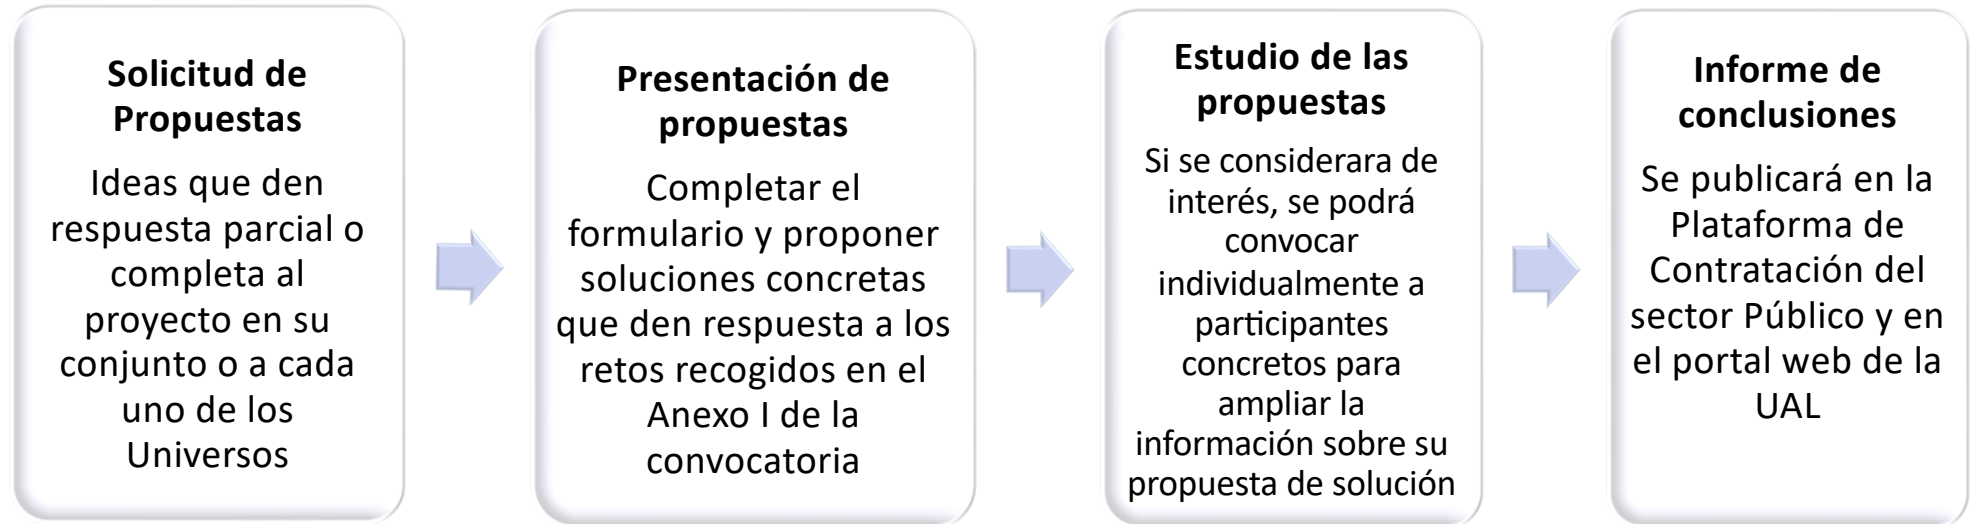 Solicitud de
Propuestas
Ideas que den
respuesta parcial o
completa al
proyecto en su
conjunto o a cada
uno de los
Universos
Presentación de
propuestas
Completar el
formulario y proponer
soluciones concretas
que den respuesta a los
retos recogidos en el
Anexo I de la
convocatoria
Estudio de las
propuestas
Si se considerara de
interés, se podrá
convocar
individualmente a
participantes
concretos para
ampliar la
información sobre su
propuesta de solución
Informe de
conclusiones
Se publicará en la
Plataforma de
Contratación del
sector Público y en
el portal web de la
UAL